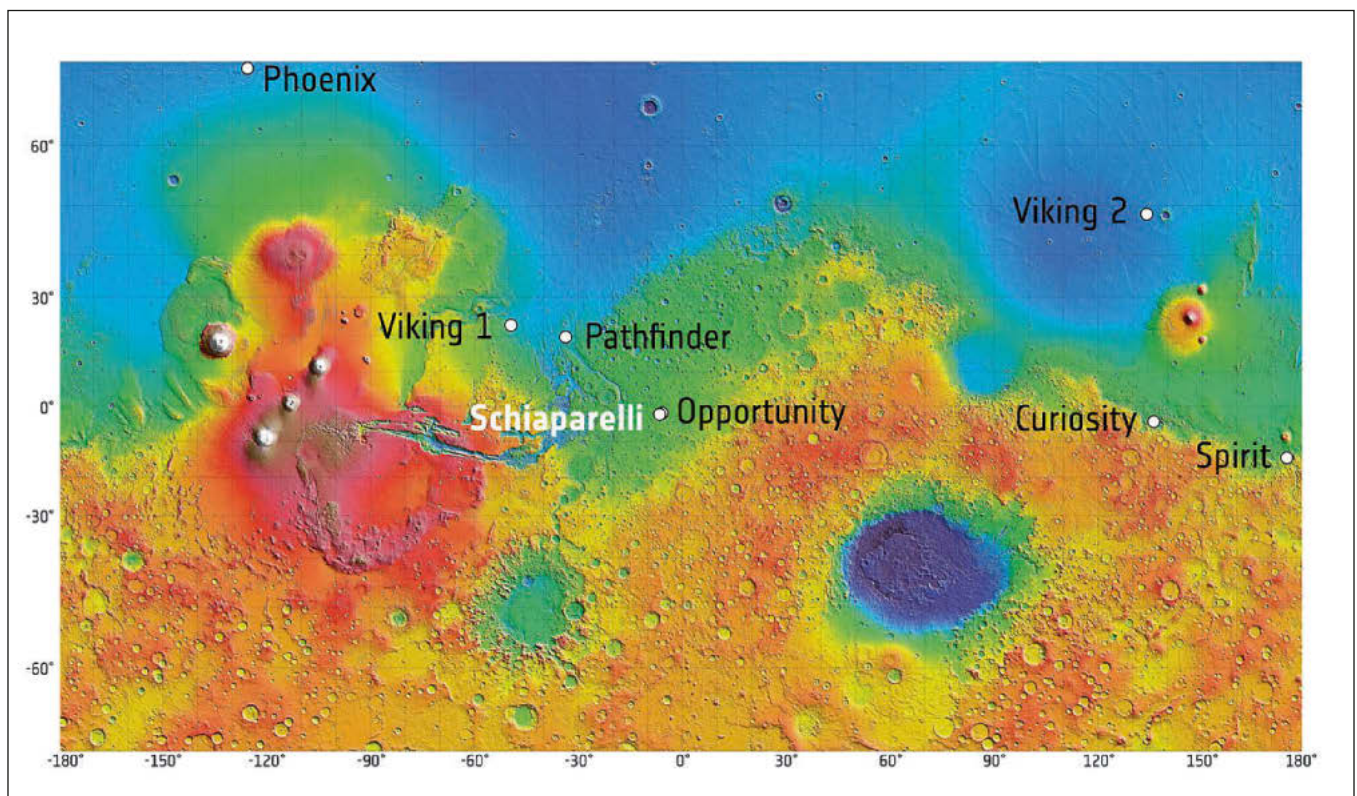 Phoenix
60°
Viking 2
30°
Viking 1
Pathfinder
0°
Schiaparelli
Opportunity
Curiosity
Spirit
-30°
-60°
-180° -150° -120° -90° -60° -30° 0° 30° 60° 90° 120° 150° 180°